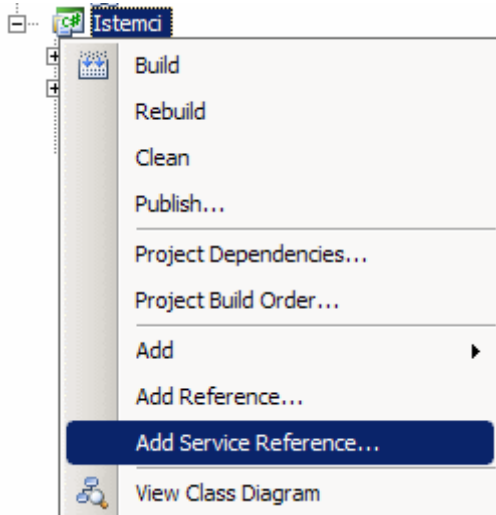 C# Istemci
Build
Rebuild
Clean
Publish...
Project Dependencies...
Project Build Order...
Add
Add Reference...
Add Service Reference...
View Class Diagram